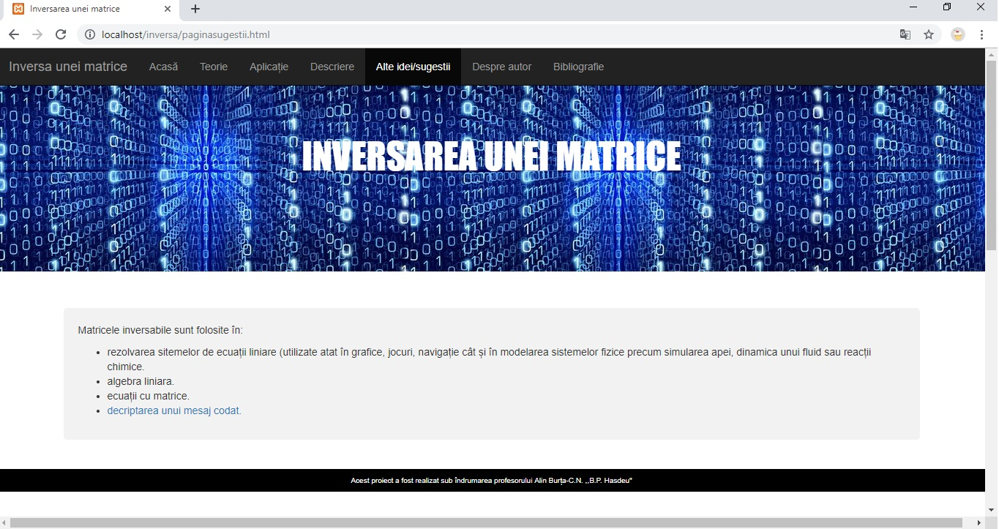 Inversarea unei matrice
localhost/inversa/paginasugestii.html
Inversa unei matrice Acasă Teorie Aplicație Descriere Alte idei/sugestii Despre autor Bibliografie
INVERSAREA UNEI MATRICE
Matricele inversabile sunt folosite în:
• rezolvarea sitemelor de ecuații liniare (utilizate atat în grafice, jocuri, navigație cât și în modelarea sistemelor fizice precum simularea apei, dinamica unui fluid sau reacții
chimice.
• algebra liniara.
• ecuații cu matrice.
• decriptarea unui mesaj codat.
Acest proiect a fost realizat sub îndrumarea profesorului Alin Burța-C.N. ,,B.P. Hasdeu"